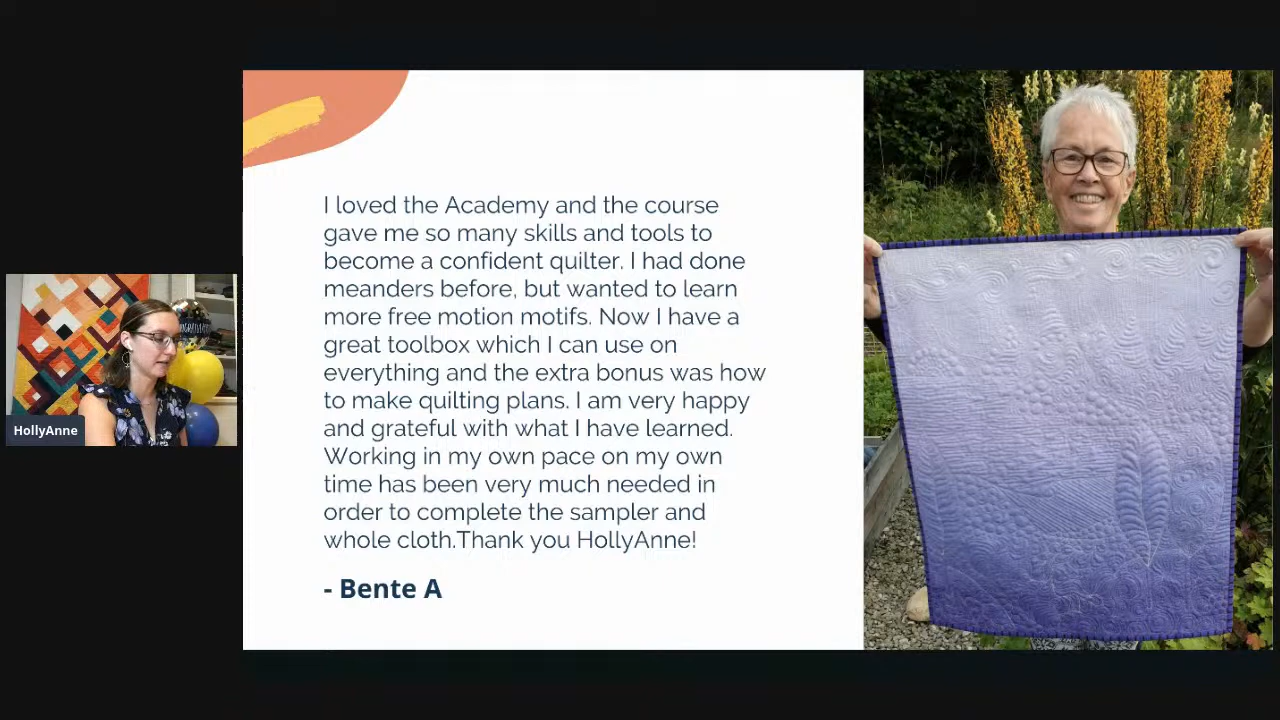 I loved the Academy and the course
gave me so many skills and tools to
become a confident quilter. I had done
meanders before, but wanted to learn
more free motion motifs. Now I have a
great toolbox which I can use on
everything and the extra bonus was how
to make quilting plans. I am very happy
and grateful with what I have learned.
Working in my own pace on my own
time has been very much needed in
order to complete the sampler and
whole cloth.Thank you HollyAnne!
- Bente A
HollyAnne